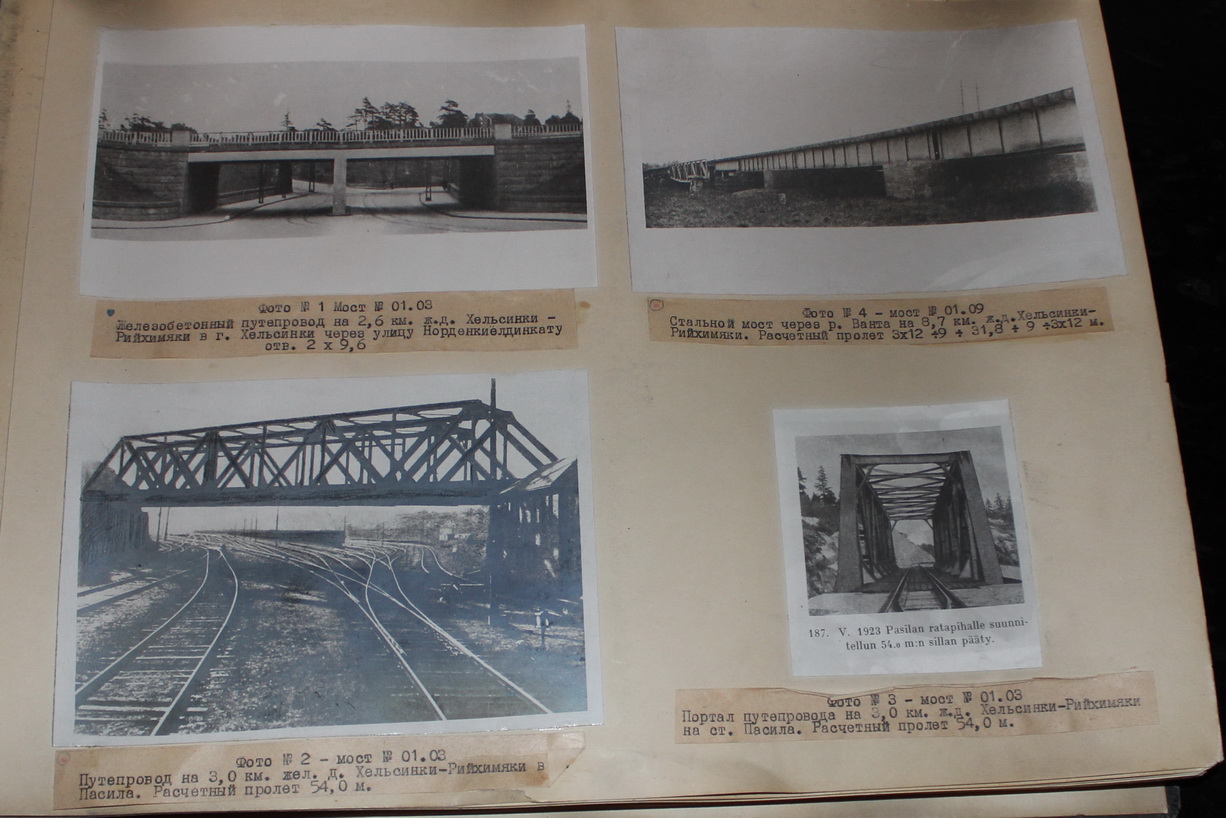 Фото № 1 Мост № 01.03
Железобетонный путепровод на 2,6 км. ж.д. Хельсинки -
Рийхимяки в г. Хельсинки через улицу Норденкиелдинкату
отв. 2 х 9,6
Фото № 4 - мост № 01.09
Стальной мост через р. Ванта на 8,7 км. ж.д.Хельсинки-
Рийхимяки. Расчетный пролет 3х12 ÷9 ÷ 31,8 ÷ 9 ÷3х12 м.
Фото № 2 - мост № 01.03
Путепровод на 3,0 км. жел. д. Хельсинки-Рийхимяки в
Пасила. Расчетный пролет 54,0 м.
187. V. 1923 Pasilan ratapihalle suunni-
tellun 54.0 m:n sillan pääty.
Фото № 3 - мост № 01.03
Портал путепровода на 3,0 км. ж.д. Хельсинки-Рийхимяки
на ст. Пасила. Расчетный пролет 54,0 м.